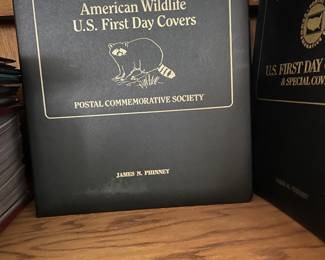 American Wildlife
U.S. First Day Covers
POSTAL COMMEMORATIVE SOCIETY
JAMES N. PHINNEY
U.S. FIRST DAY
& SPECIAL COV